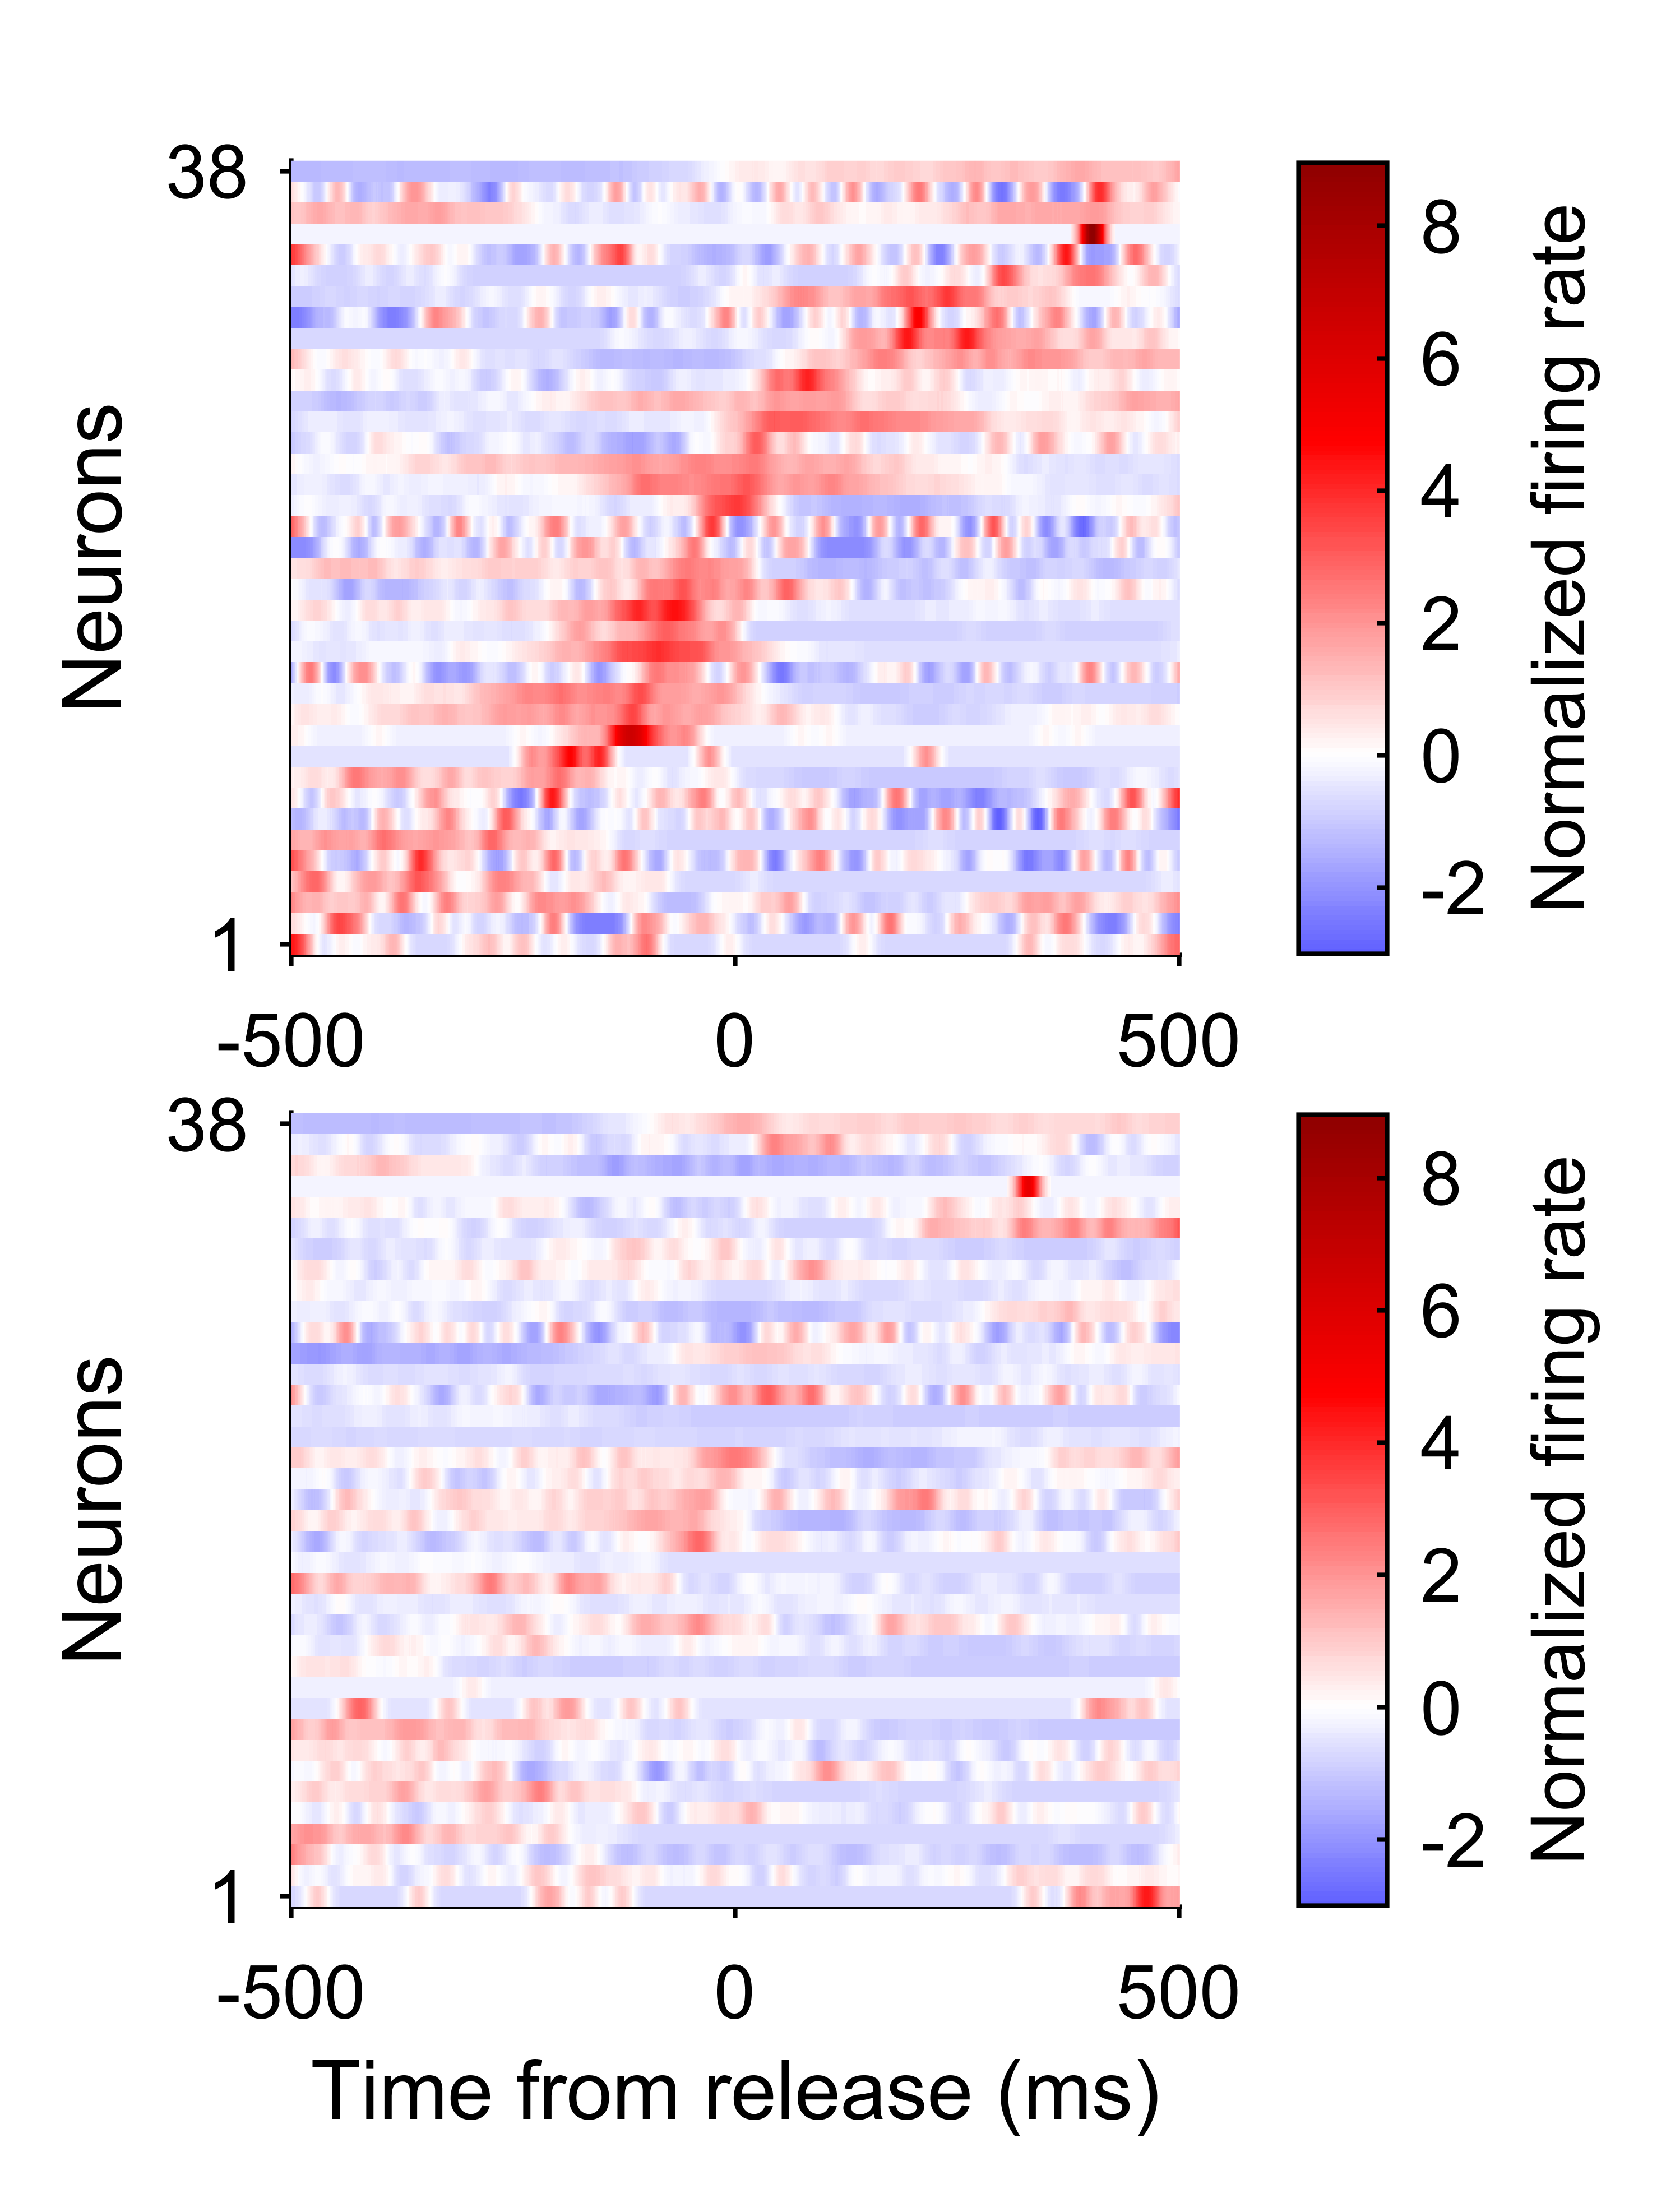 38
1
Neurons
-500 0 500
8
6
4
2
0
-2
Normalized firing rate
38
1
Neurons
-500 0 500
Time from release (ms)
8
6
4
2
0
-2
Normalized firing rate